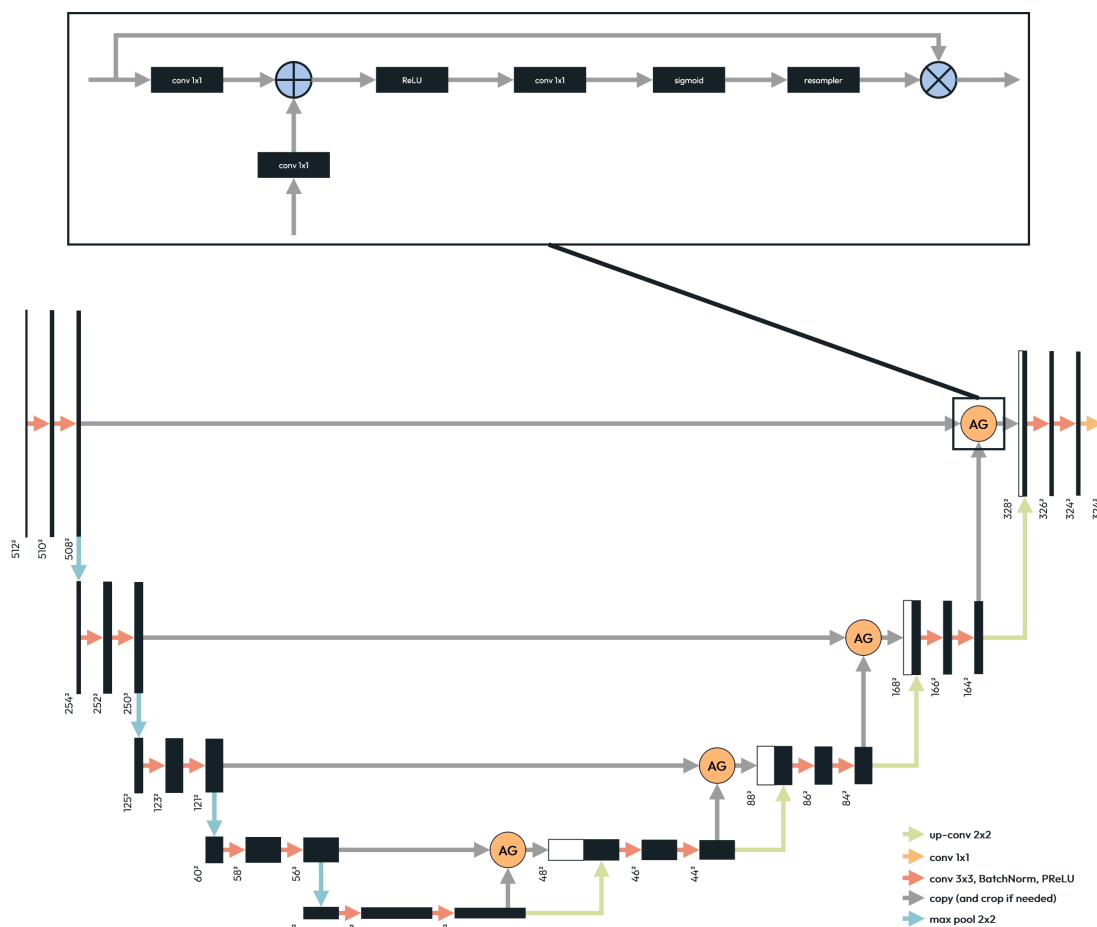 conv 1x1
ReLU
conv 1x1
sigmoid
resampler
conv 1x1
AG
512²
510²
508²
328²
326²
324²
AG
254²
252²
250²
168²
166²
164²
AG
125²
123²
121²
88²
86²
84²
AG
60²
58²
56²
48²
46²
44²
up-conv 2x2
conv 1x1
conv 3x3, BatchNorm, PReLU
copy (and crop if needed)
max pool 2x2